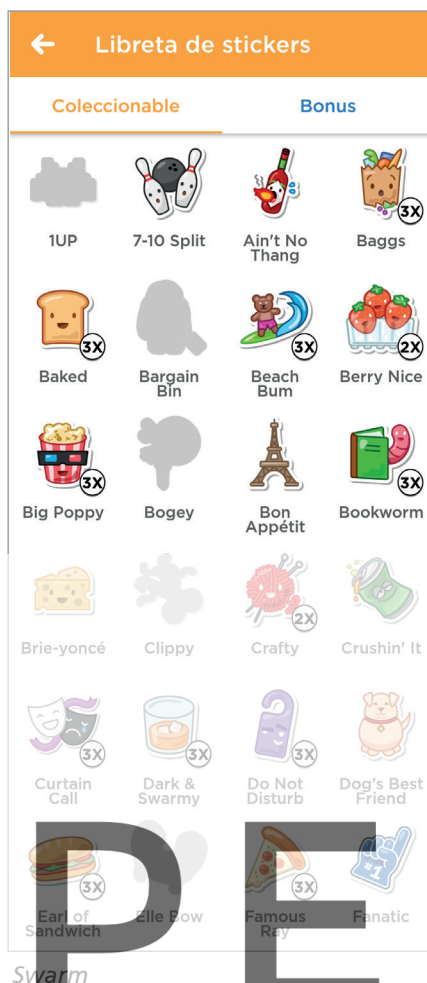 Libreta de stickers
Coleccionable Bonus
1UP 7-10 Split Ain't No Thang Baggs
3X
Baked Bargain Bin Beach Bum Berry Nice
3X 3X 2X
Big Poppy Bogey Bon Appétit Bookworm
3X 3X
Brie-yoncé Clippy Crafty Crushin' It
2X
Curtain Call Dark & Swarmy Do Not Disturb Dog's Best Friend
3X 3X 3X
Earl of Sandwich Elle Bow Famous Ray Fanatic
3X 3X #1
PE
Swarm